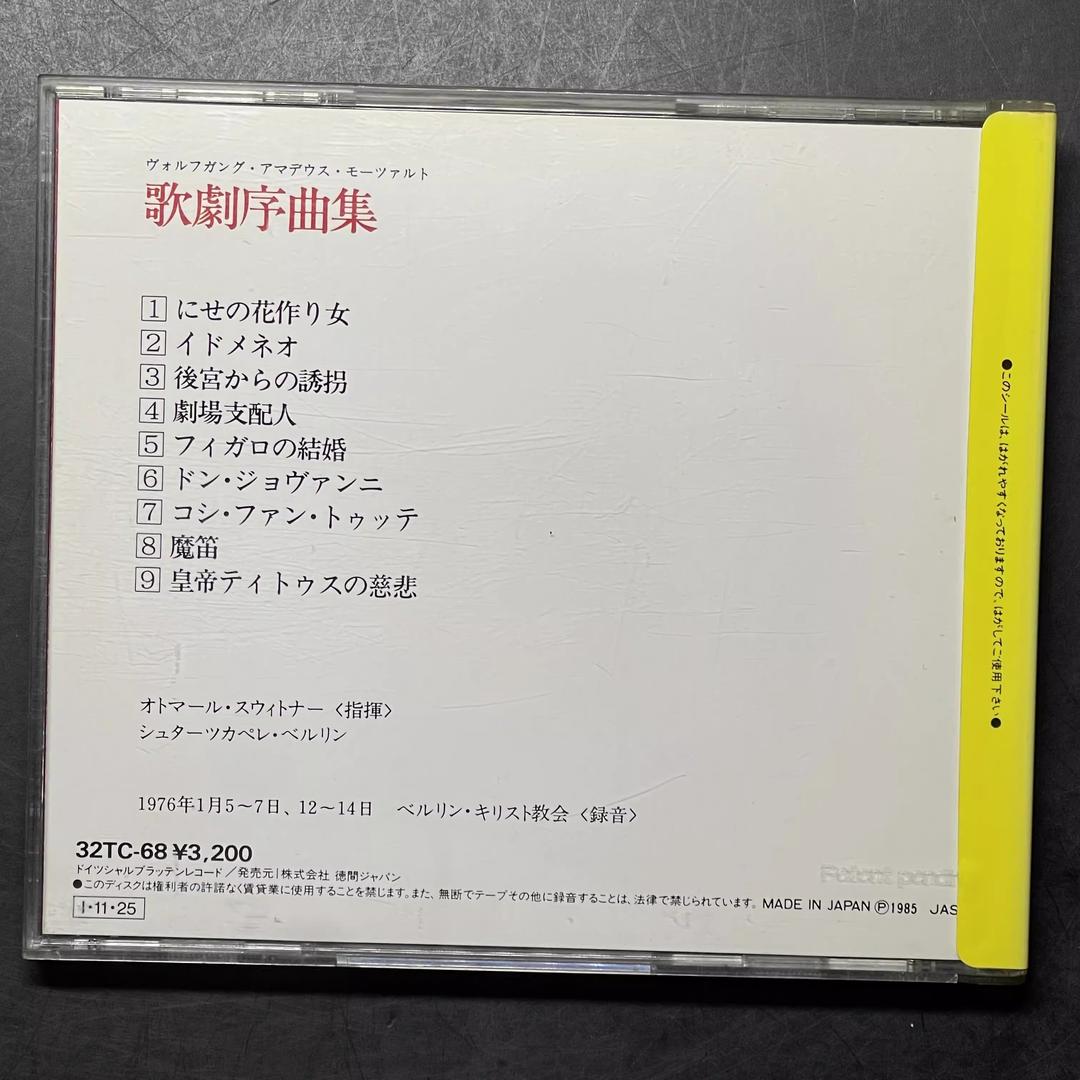 ヴォルフガング・アマデウス・モーツァルト
歌劇序曲集
1 にせの花作り女
2 イドメネオ
3 後宮からの誘拐
4 劇場支配人
5 フィガロの結婚
6 ドン・ジョヴァンニ
7 コシ・ファン・トゥッテ
8 魔笛
9 皇帝ティトゥスの慈悲
オトマール・スウィトナー〈指揮〉
シュターツカペレ・ベルリン
1976年1月5〜7日、12〜14日 ベルリン・キリスト教会〈録音〉
32TC-68 ¥3,200
ドイツシャルプラッテンレコード／発売元|株式会社 徳間ジャパン
●このディスクは権利者の許諾なく賃貸業に使用することを禁じます。また、無断でテープその他に録音することは、法律で禁じられています。 MADE IN JAPAN Ⓟ1985 JAS
I・11・25
Patent pendi
●このシールは、はがれやすくなっておりますので、はがしてご使用下さい●